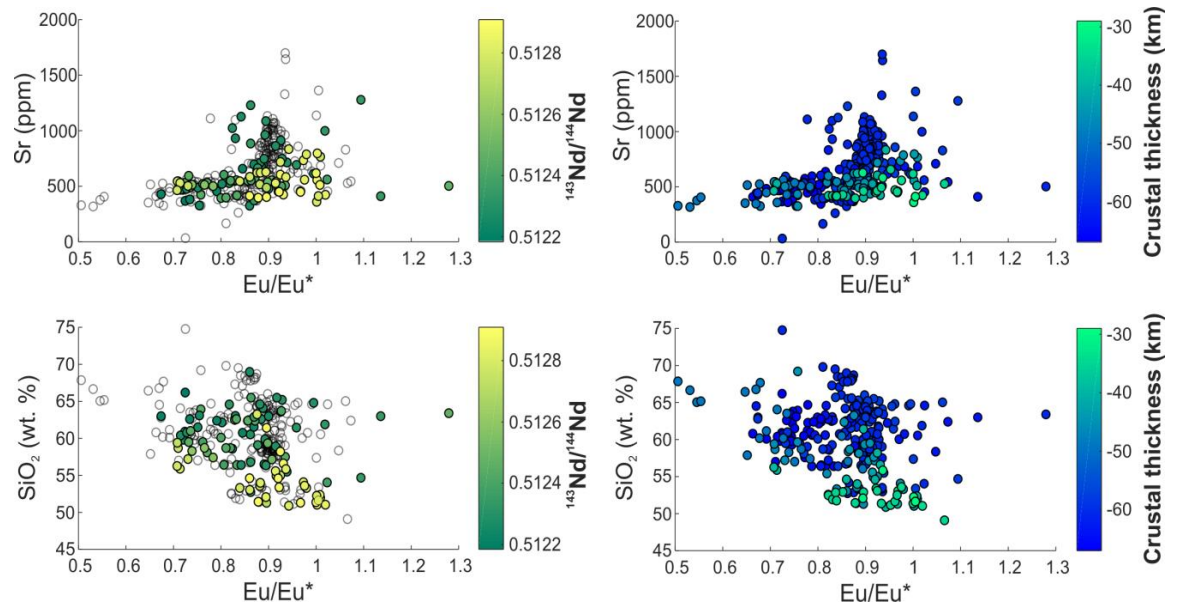 2000
1500
1000
500
0
Sr (ppm)
0.5 0.6 0.7 0.8 0.9 1 1.1 1.2 1.3
Eu/Eu*
0.5128
0.5126
0.5124
0.5122
¹⁴³Nd/¹⁴⁴Nd
2000
1500
1000
500
0
Sr (ppm)
0.5 0.6 0.7 0.8 0.9 1 1.1 1.2 1.3
Eu/Eu*
-30
-40
-50
-60
Crustal thickness (km)
75
70
65
60
55
50
45
SiO₂ (wt. %)
0.5 0.6 0.7 0.8 0.9 1 1.1 1.2 1.3
Eu/Eu*
0.5128
0.5126
0.5124
0.5122
¹⁴³Nd/¹⁴⁴Nd
75
70
65
60
55
50
45
SiO₂ (wt. %)
0.5 0.6 0.7 0.8 0.9 1 1.1 1.2 1.3
Eu/Eu*
-30
-40
-50
-60
Crustal thickness (km)